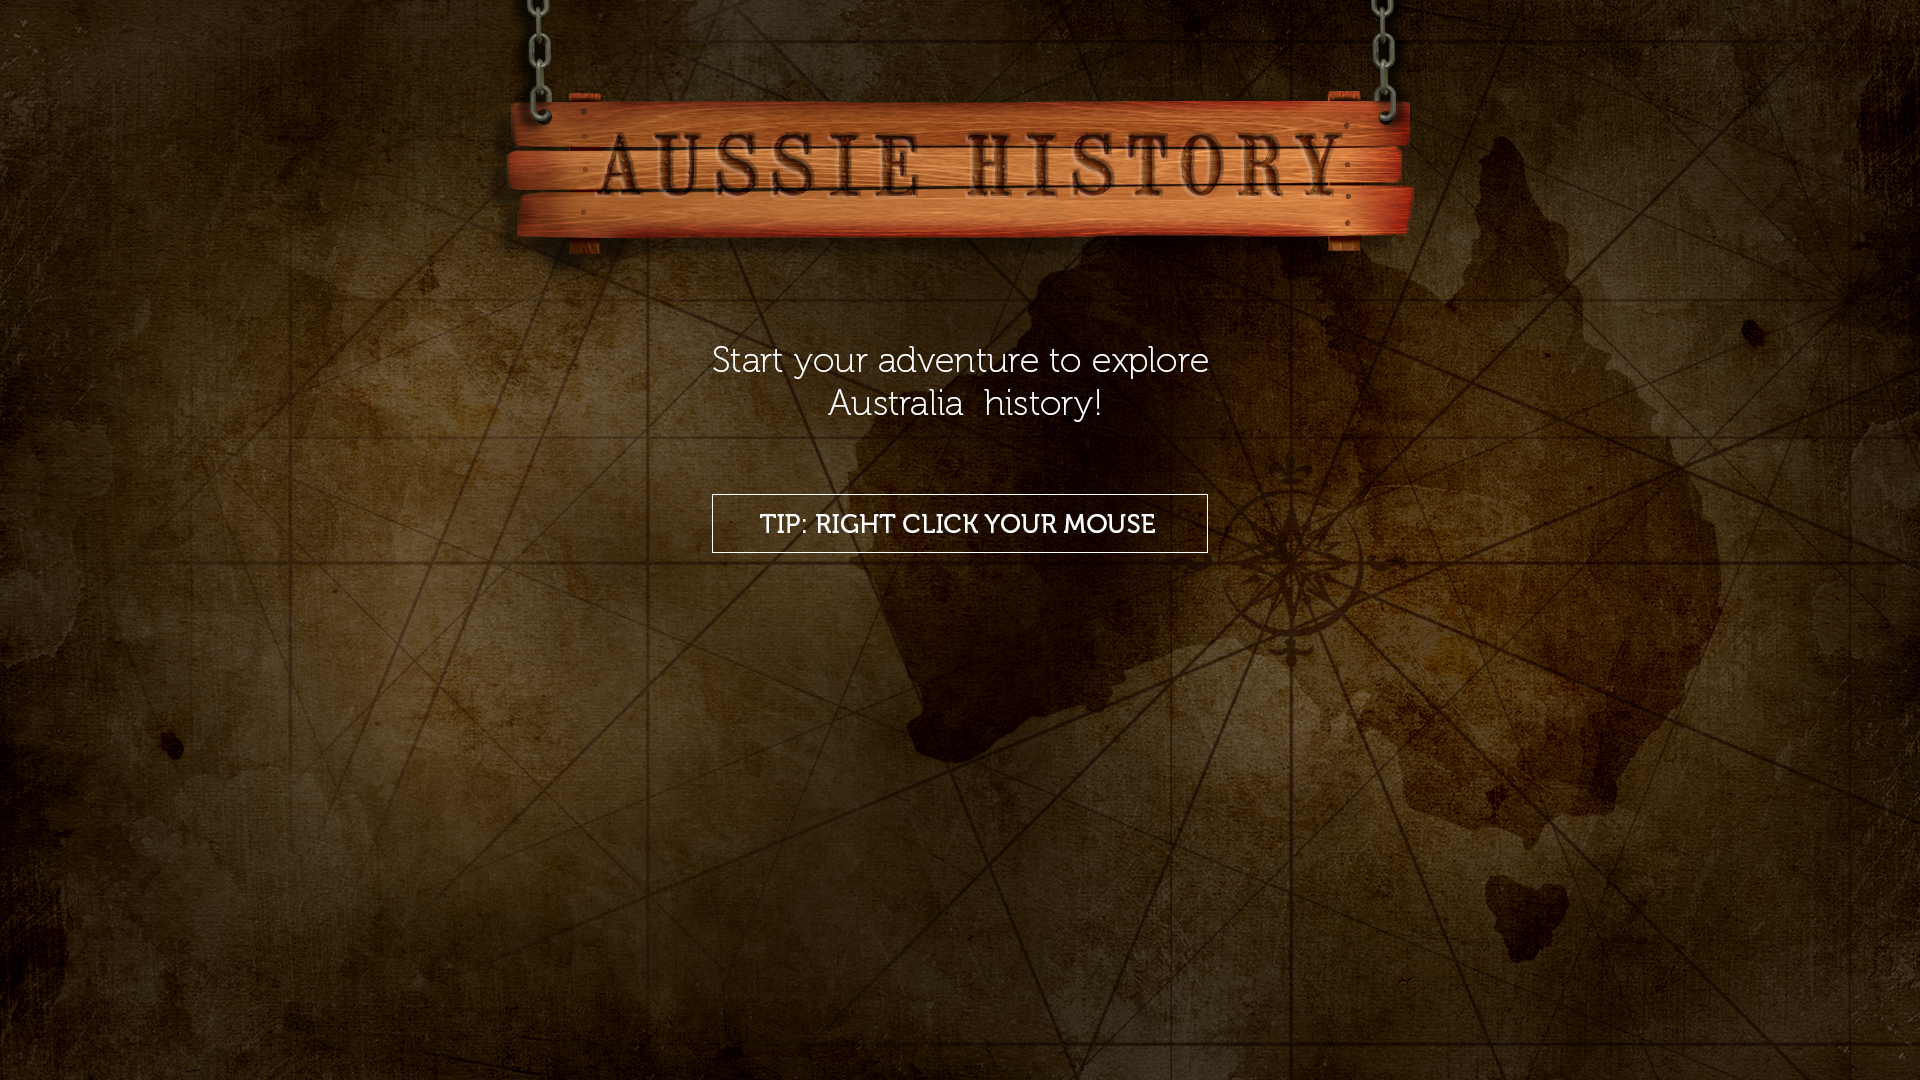 AUSSIE HISTORY
Start your adventure to explore
Australia  history!
TIP: RIGHT CLICK YOUR MOUSE